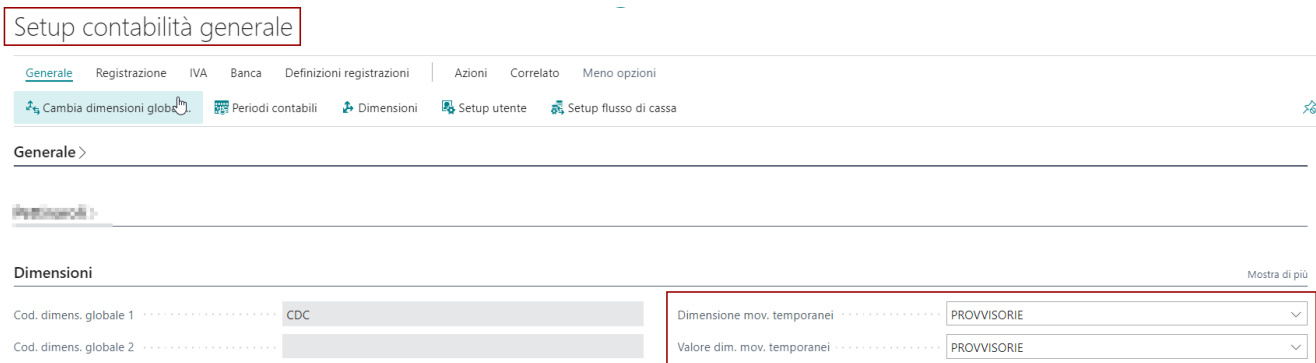 Setup contabilità generale
Generale Registrazione IVA Banca Definizioni registrazioni Azioni Correlato Meno opzioni
Cambia dimensioni global... Periodi contabili Dimensioni Setup utente Setup flusso di cassa
Generale
Dimensioni Mostra di più
Cod. dimens. globale 1 CDC Dimensione mov. temporanei PROVVISORIE
Cod. dimens. globale 2 Valore dim. mov. temporanei PROVVISORIE